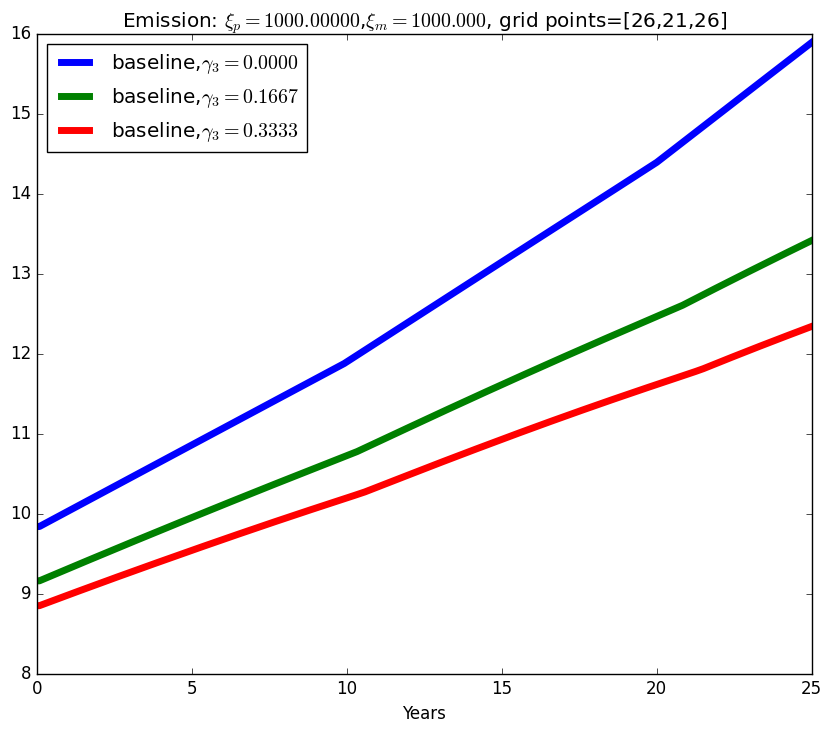 Emission: ξp = 1000.00000,ξm = 1000.000, grid points=[26,21,26]
16
baseline,γ3 = 0.0000
baseline,γ3 = 0.1667
baseline,γ3 = 0.3333
15
14
13
12
11
10
9
8
0 5 10 15 20 25
Years